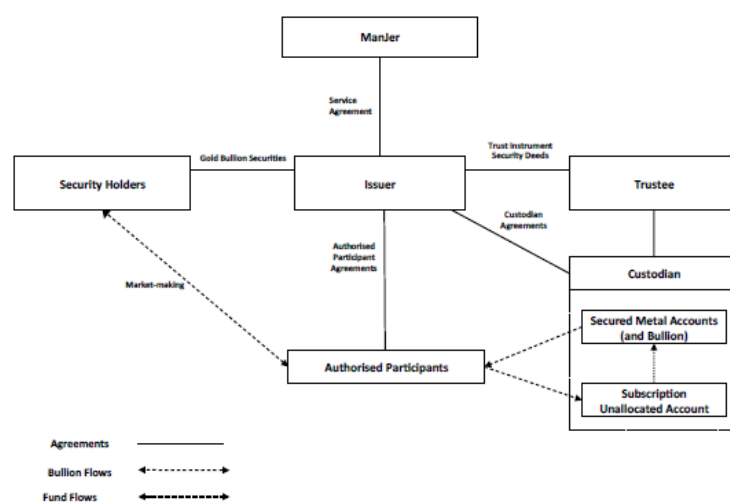 ManJer
Service
Agreement
Gold Bullion Securities
Trust Instrument
Security Deeds
Security Holders
Issuer
Trustee
Custodian
Agreements
Authorised
Participant
Agreements
Custodian
Market-making
Secured Metal Accounts
(and Bullion)
Authorised Participants
Subscription
Unallocated Account
Agreements
Bullion Flows
Fund Flows